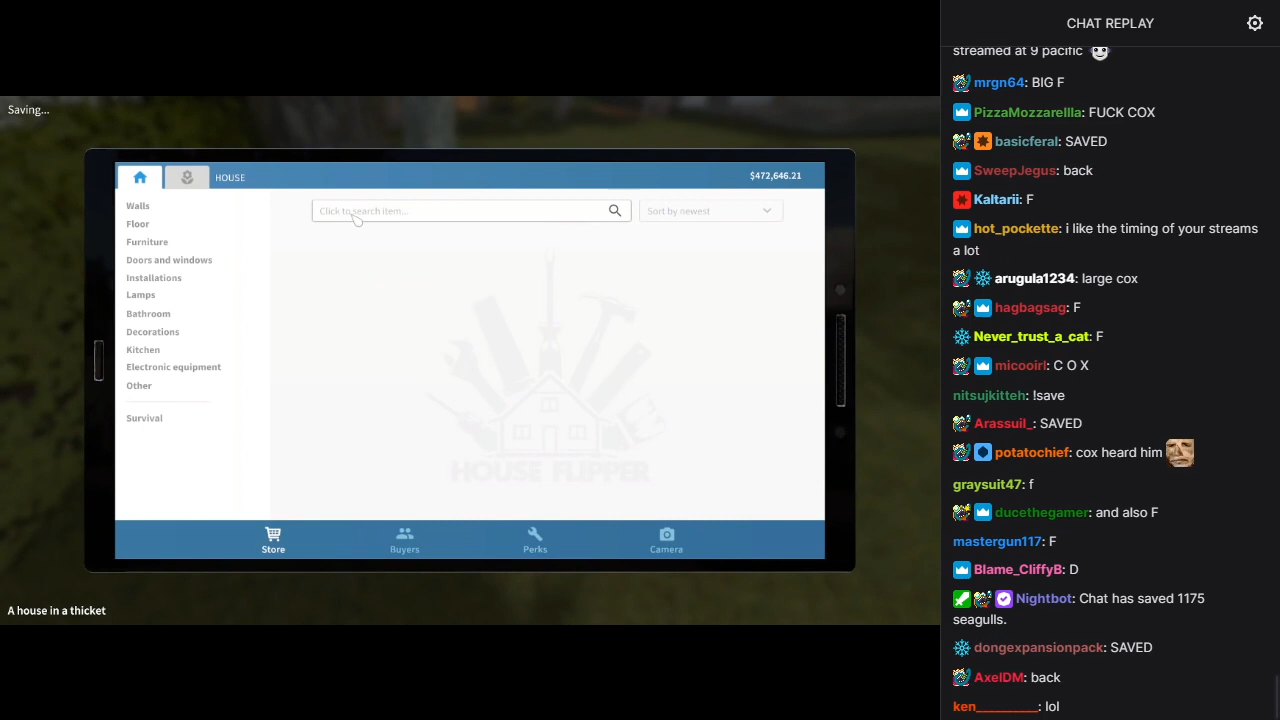 Saving...
HOUSE
$472,646.21
Click to search item...
Sort by newest
Walls
Floor
Furniture
Doors and windows
Installations
Lamps
Bathroom
Decorations
Kitchen
Electronic equipment
Other
Survival
HOUSE FLIPPER
Store
Buyers
Perks
Camera
A house in a thicket
CHAT REPLAY
streamed at 9 pacific
mrgn64: BIG F
PizzaMozzarellla: FUCK COX
basicferal: SAVED
SweepJegus: back
Kaltarii: F
hot_pockette: i like the timing of your streams
a lot
arugula1234: large cox
hagbagsag: F
Never_trust_a_cat: F
micooirl: C O X
nitsujkitteh: !save
Arassuil_: SAVED
potatochief: cox heard him
graysuit47: f
ducethegamer: and also F
mastergun117: F
Blame_CliffyB: D
Nightbot: Chat has saved 1175
seagulls.
dongexpansionpack: SAVED
AxelDM: back
ken__________: lol